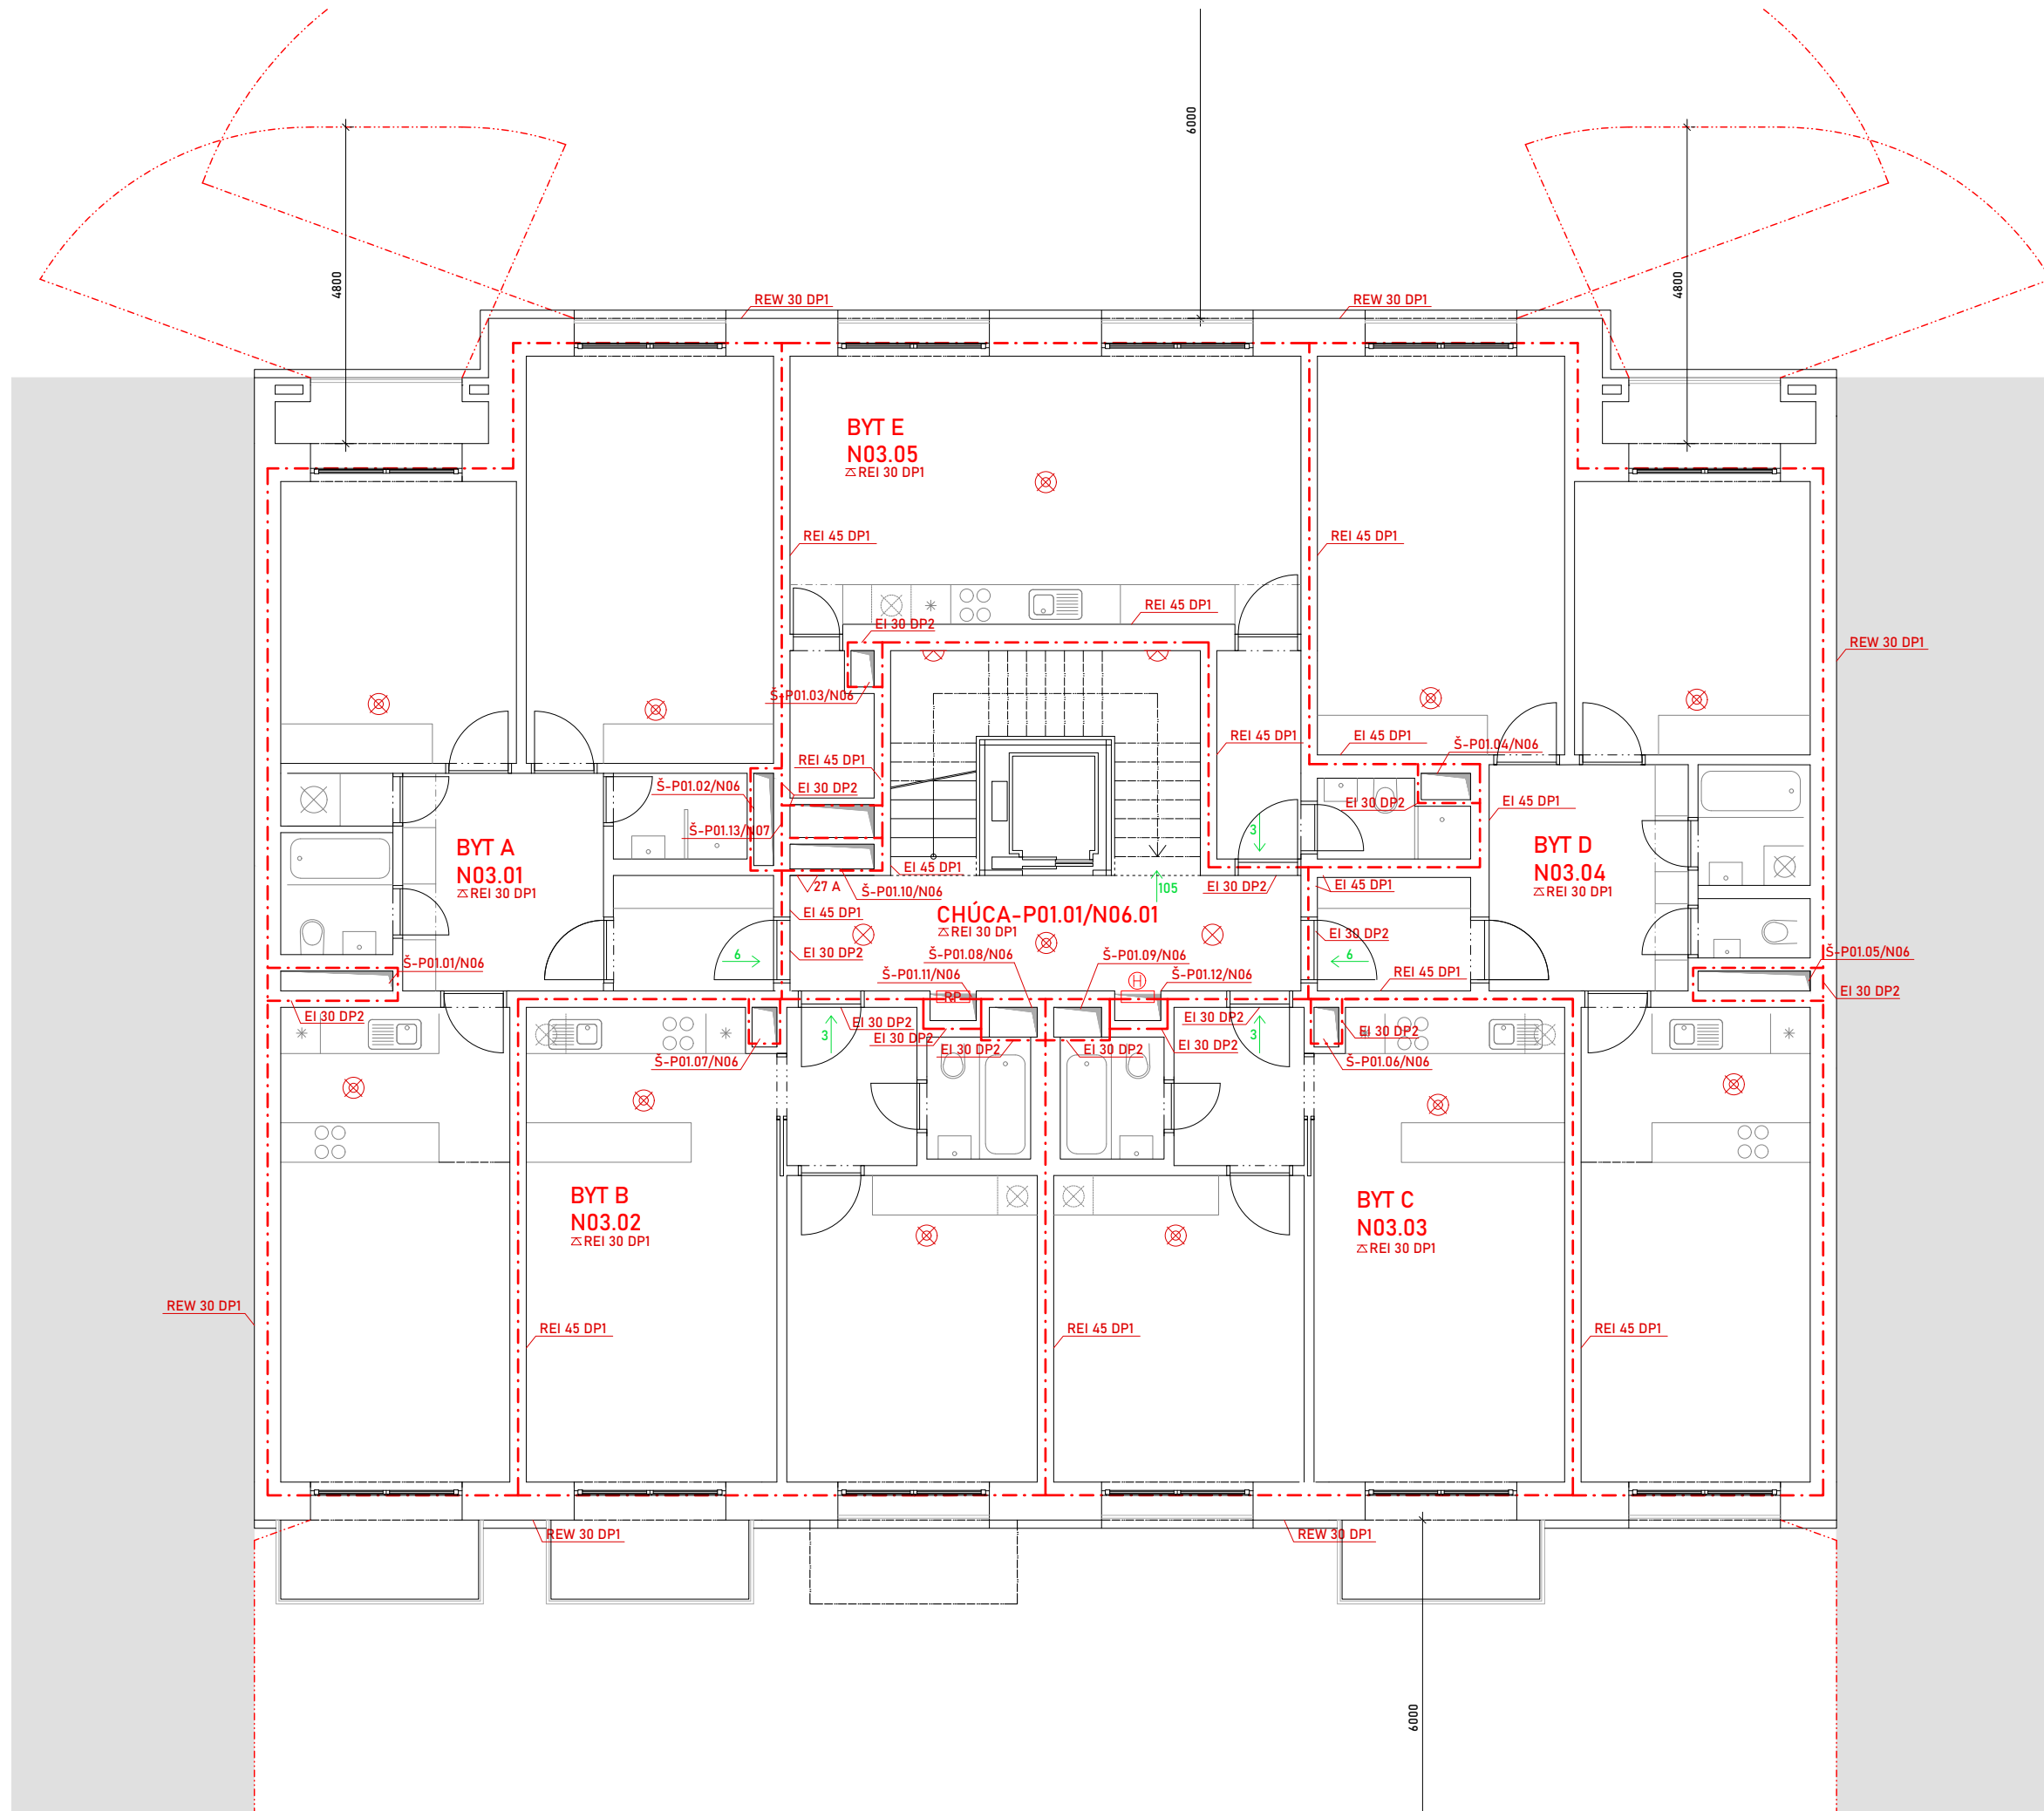 6000
4800
4800
REW 30 DP1
REW 30 DP1
BYT E
N03.05
REI 30 DP1
REI 45 DP1
REI 45 DP1
REI 45 DP1
EI 30 DP2
REW 30 DP1
Š-P01.03/N06
REI 45 DP1
EI 45 DP1
Š-P01.04/N06
REI 45 DP1
Š-P01.02/N06
EI 30 DP2
EI 30 DP2
EI 45 DP1
Š-P01.13/N07
3
BYT A
N03.01
REI 30 DP1
BYT D
N03.04
REI 30 DP1
EI 45 DP1
27 A
Š-P01.10/N06
105
EI 30 DP2
EI 45 DP1
EI 45 DP1
CHÚCA-P01.01/N06.01
REI 30 DP1
EI 30 DP2
EI 30 DP2
6
6
Š-P01.08/N06
Š-P01.09/N06
Š-P01.05/N06
Š-P01.01/N06
Š-P01.11/N06
Š-P01.12/N06
REI 45 DP1
H
RP
EI 30 DP2
EI 30 DP2
EI 30 DP2
EI 30 DP2
EI 30 DP2
3
EI 30 DP2
3
EI 30 DP2
EI 30 DP2
EI 30 DP2
EI 30 DP2
Š-P01.07/N06
Š-P01.06/N06
BYT B
N03.02
REI 30 DP1
BYT C
N03.03
REI 30 DP1
REW 30 DP1
REI 45 DP1
REI 45 DP1
REI 45 DP1
REW 30 DP1
REW 30 DP1
6000